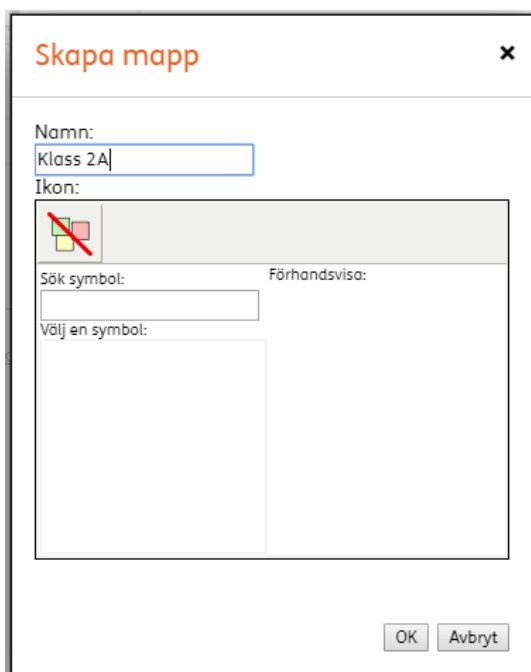 Skapa mapp
Namn:
Klass 2A
Ikon:
Sök symbol:
Förhandsvisa:
Välj en symbol:
OK Avbryt